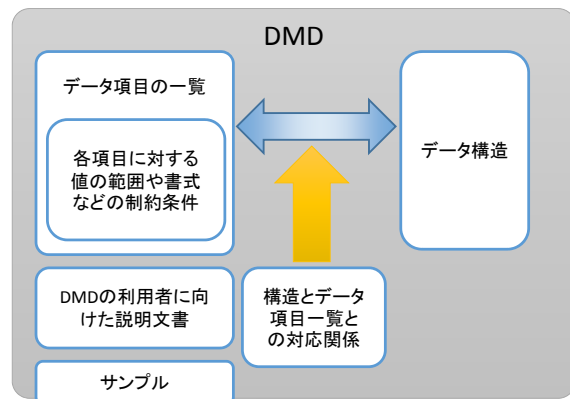 DMD
データ項目の一覧
各項目に対する
値の範囲や書式
などの制約条件
データ構造
DMDの利用者に向
けた説明文書
構造とデータ
項目一覧と
の対応関係
サンプル